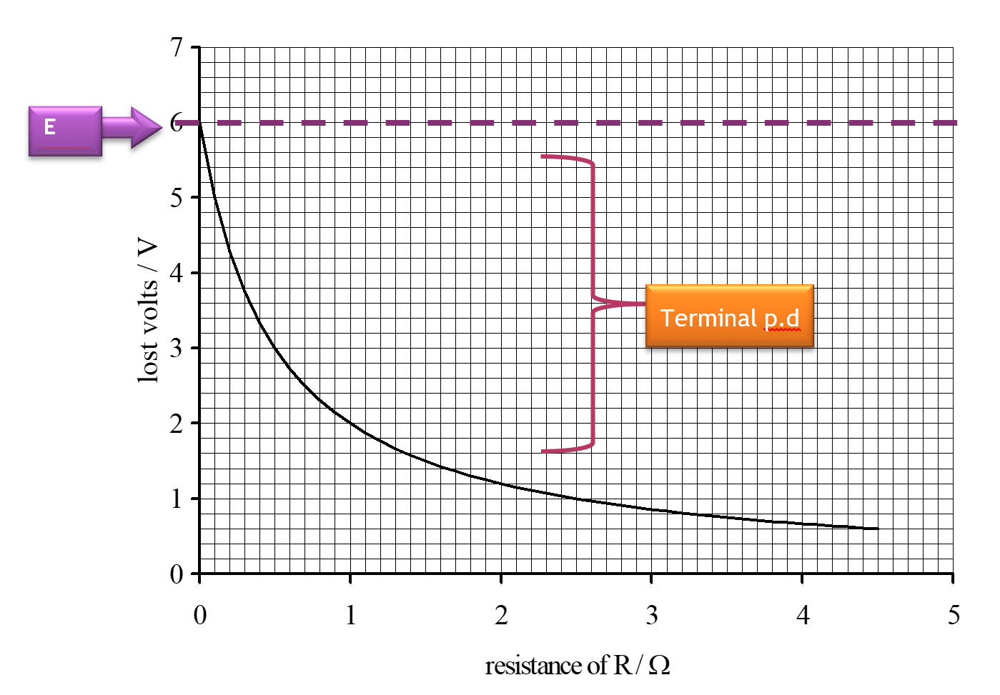 7
6
5
4
3
2
1
0
E
lost volts / V
Terminal p.d
0 1 2 3 4 5
resistance of R / Ω